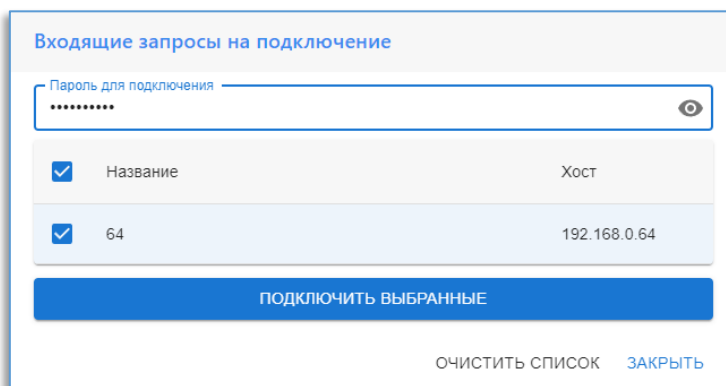 Входящие запросы на подключение
Пароль для подключения
••••••••••
Название Хост
64 192.168.0.64
ПОДКЛЮЧИТЬ ВЫБРАННЫЕ
ОЧИСТИТЬ СПИСОК ЗАКРЫТЬ